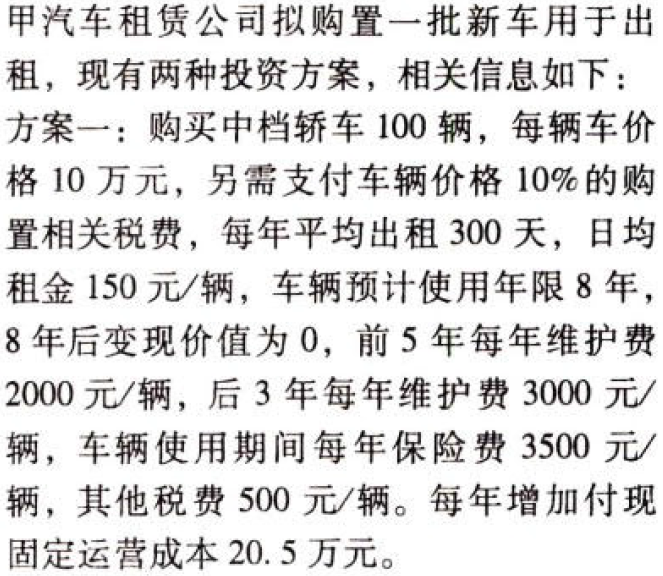 甲汽车租赁公司拟购置一批新车用于出
租，现有两种投资方案，相关信息如下：
方案一：购买中档轿车 100 辆，每辆车价
格 10 万元，另需支付车辆价格 10%的购
置相关税费，每年平均出租 300 天，日均
租金 150 元/辆，车辆预计使用年限 8 年，
8 年后变现价值为 0，前 5 年每年维护费
2000 元/辆，后 3 年每年维护费 3000 元/
辆，车辆使用期间每年保险费 3500 元/
辆，其他税费 500 元/辆。每年增加付现
固定运营成本 20. 5 万元。